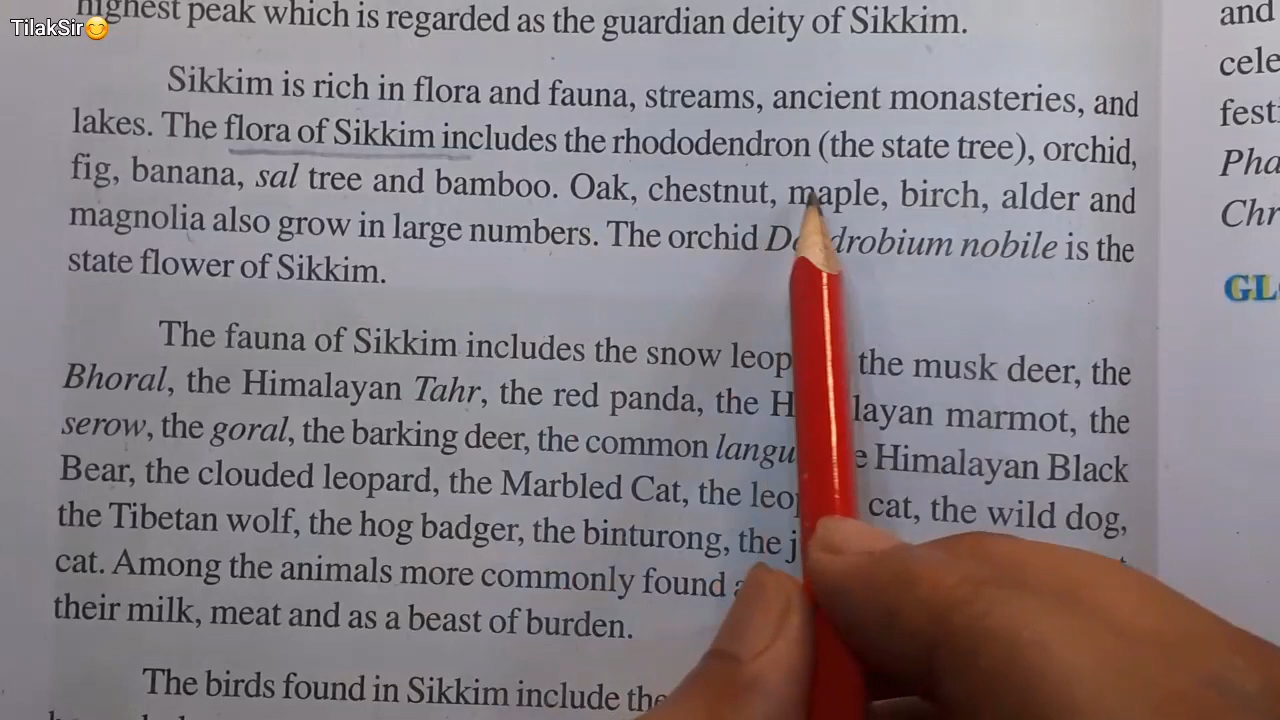 TilakSir😊
highest peak which is regarded as the guardian deity of Sikkim.
Sikkim is rich in flora and fauna, streams, ancient monasteries, and
lakes. The flora of Sikkim includes the rhododendron (the state tree), orchid,
fig, banana, sal tree and bamboo. Oak, chestnut, maple, birch, alder and
magnolia also grow in large numbers. The orchid Dendrobium nobile is the
state flower of Sikkim.
The fauna of Sikkim includes the snow leop the musk deer, the
Bhoral, the Himalayan Tahr, the red panda, the H layan marmot, the
serow, the goral, the barking deer, the common langu e Himalayan Black
Bear, the clouded leopard, the Marbled Cat, the leop cat, the wild dog,
the Tibetan wolf, the hog badger, the binturong, the j
cat. Among the animals more commonly found
their milk, meat and as a beast of burden.
The birds found in Sikkim include the
and
cele
fest
Pha
Chr
GL